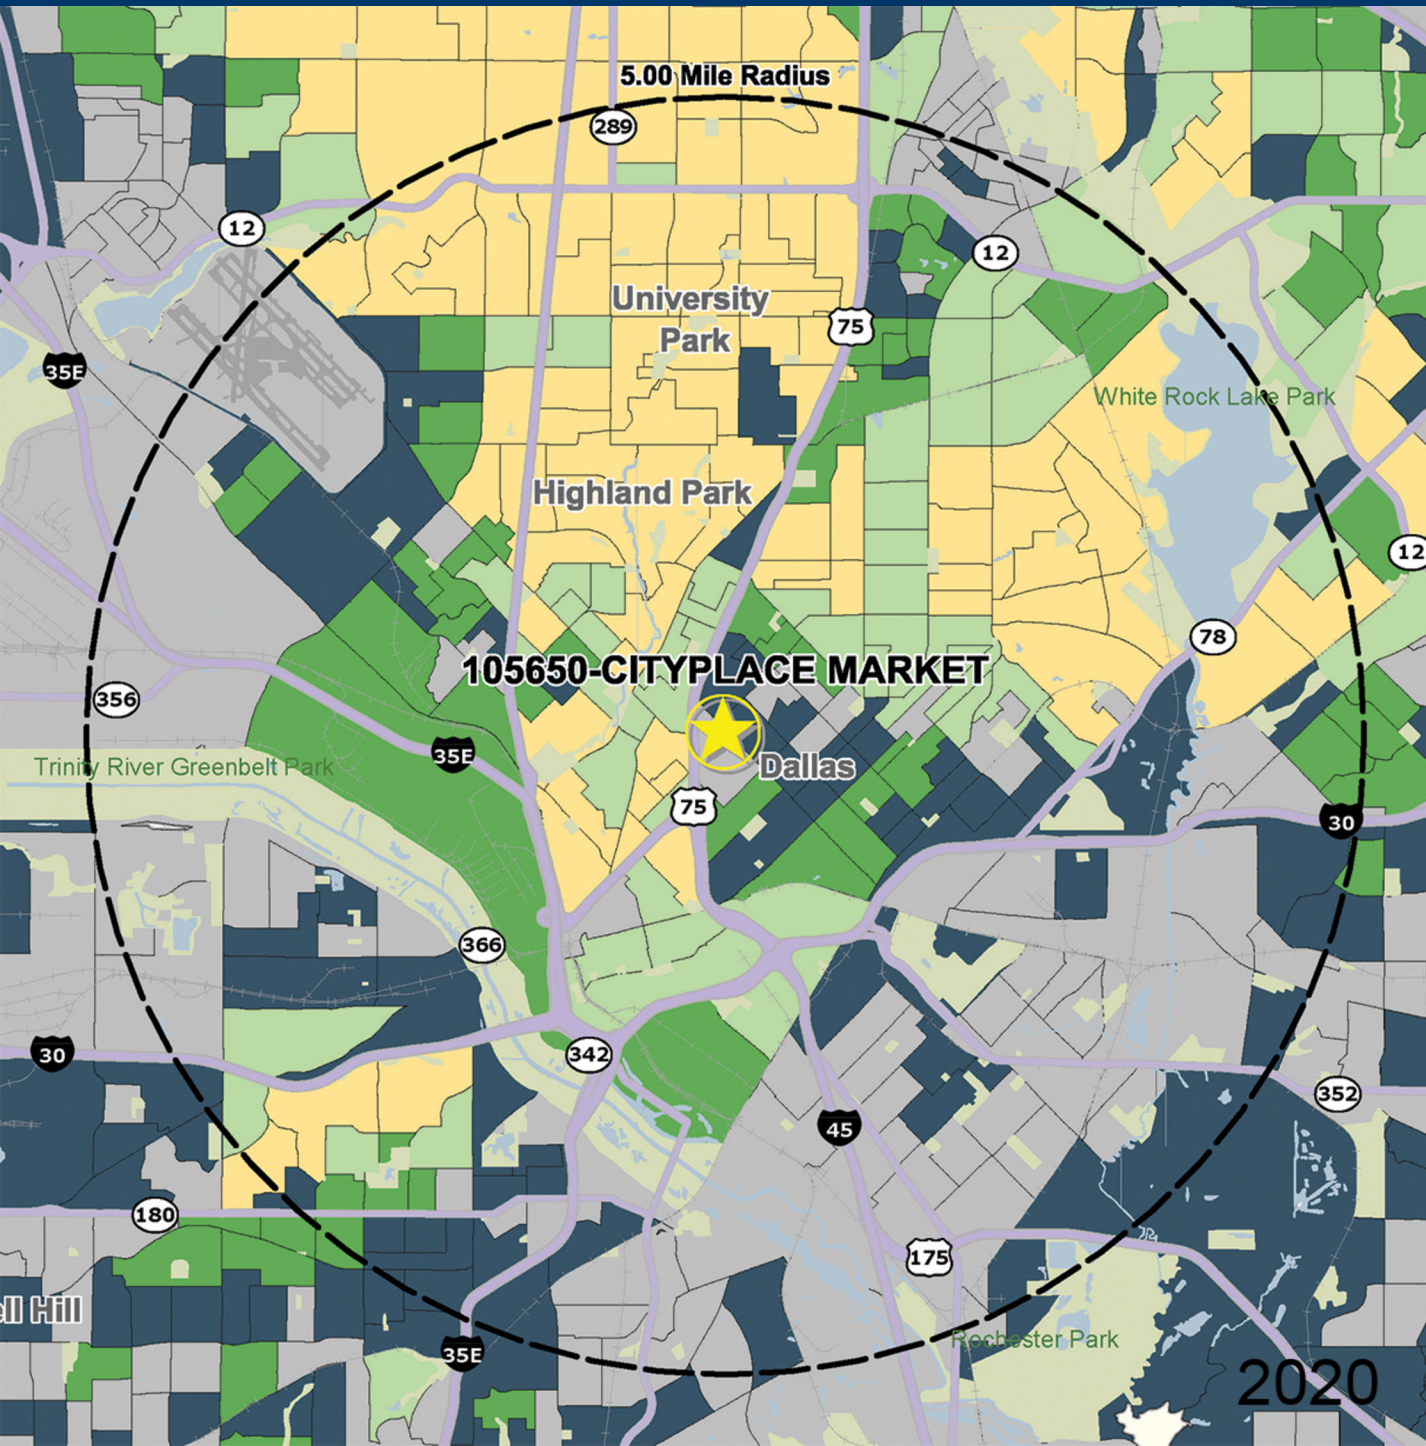 5.00 Mile Radius
289
12
12
University
Park
75
35E
White Rock Lake Park
Highland Park
12
78
105650-CITYPLACE MARKET
356
35E
Dallas
Trinity River Greenbelt Park
75
30
366
30
342
352
45
180
175
ell Hill
Rochester Park
35E
2020